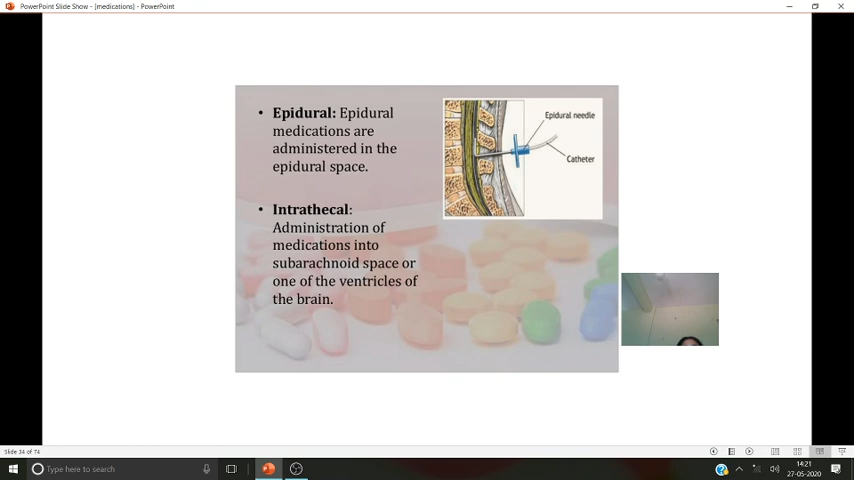 PowerPoint Slide Show - [medications] - PowerPoint
• Epidural: Epidural
medications are
administered in the
epidural space.
• Intrathecal:
Administration of
medications into
subarachnoid space or
one of the ventricles of
the brain.
Epidural needle
Catheter
Slide 34 of 74
Type here to search
14:21
27-05-2020